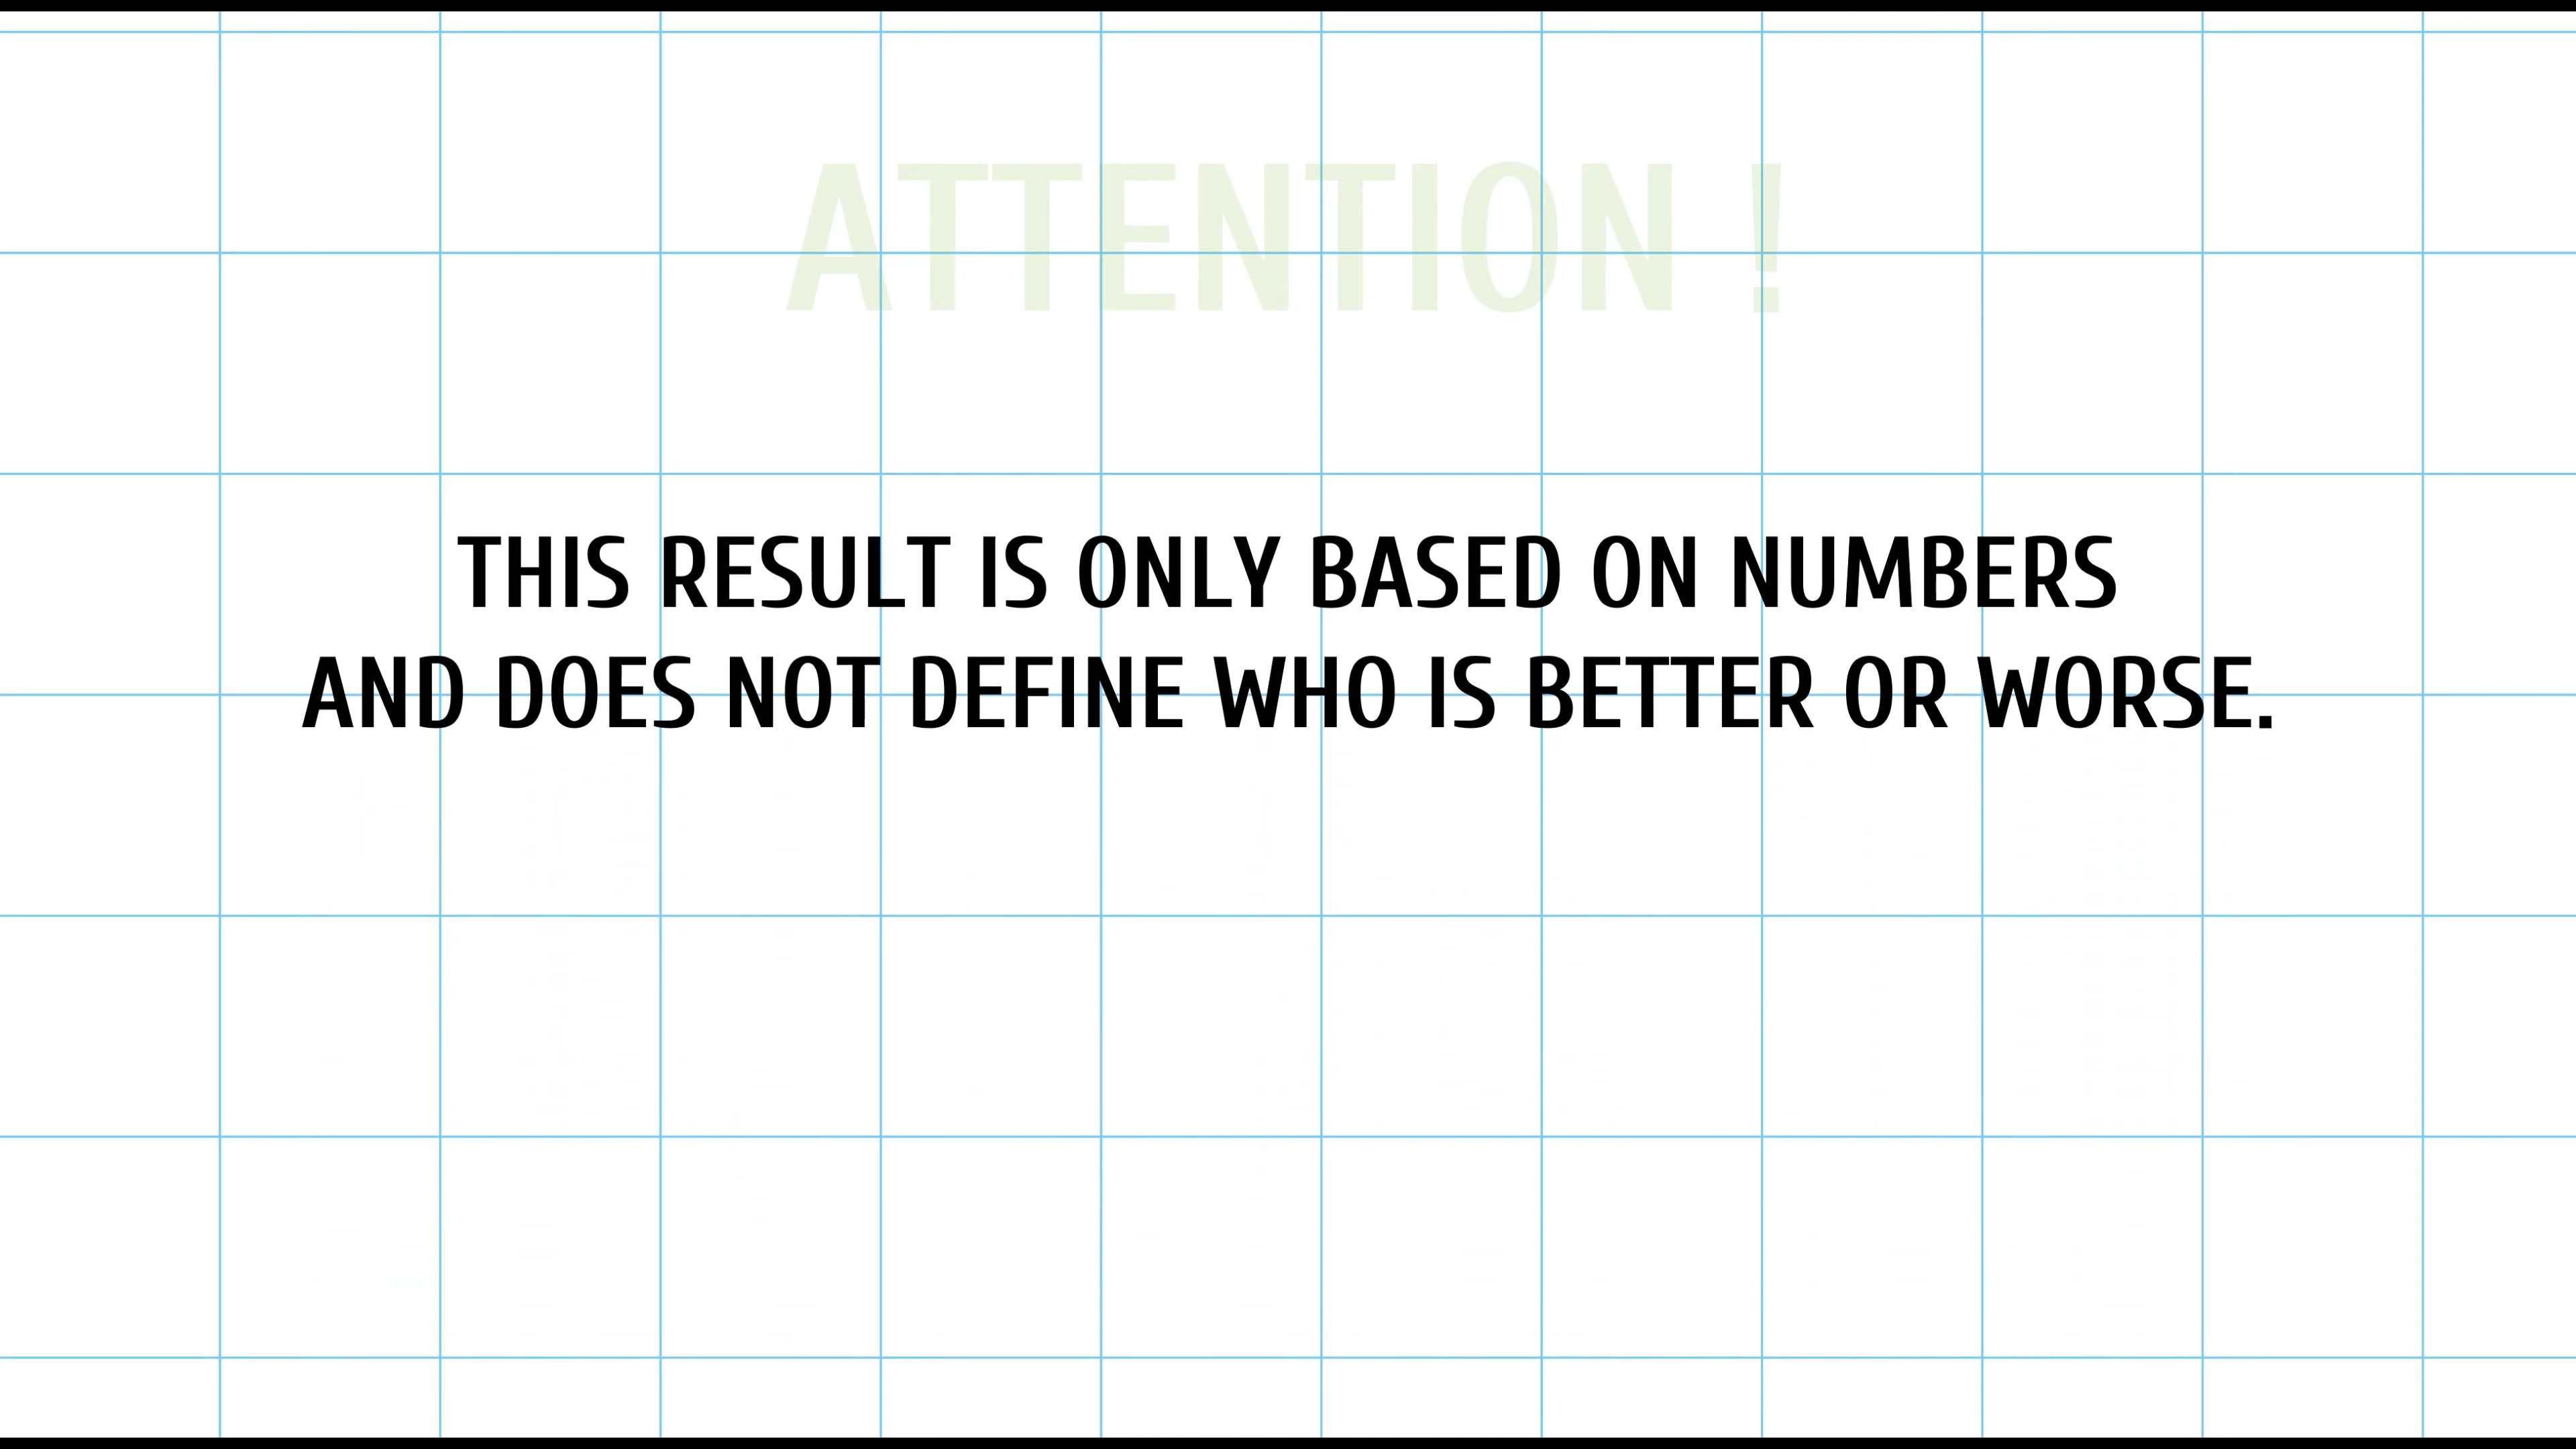 ATTENTION !
THIS RESULT IS ONLY BASED ON NUMBERS
AND DOES NOT DEFINE WHO IS BETTER OR WORSE.